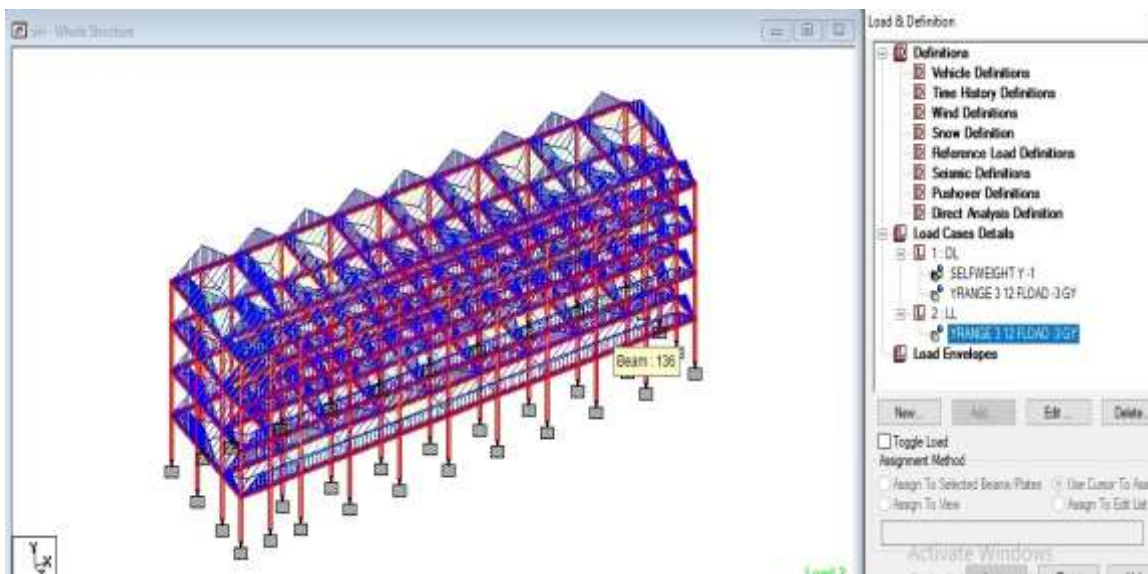 Whole Structure
Load & Definition
Definitions
Vehicle Definitions
Time History Definitions
Wind Definitions
Snow Definition
Reference Load Definitions
Seismic Definitions
Pushover Definitions
Direct Analysis Definition
Load Cases Details
1 : DL
SELFWEIGHT Y -1
YRANGE 3 12 FLOAD -3 GY
2 : LL
YRANGE 3 12 FLOAD -3 GY
Load Envelopes
Beam : 136
New...
Add...
Edit...
Delete...
Toggle Load
Assignment Method
Assign To Selected Beams/Plates
Use Cursor To Ass
Assign To View
Assign To Edit List
Activate Windows
Y
X
Load 2